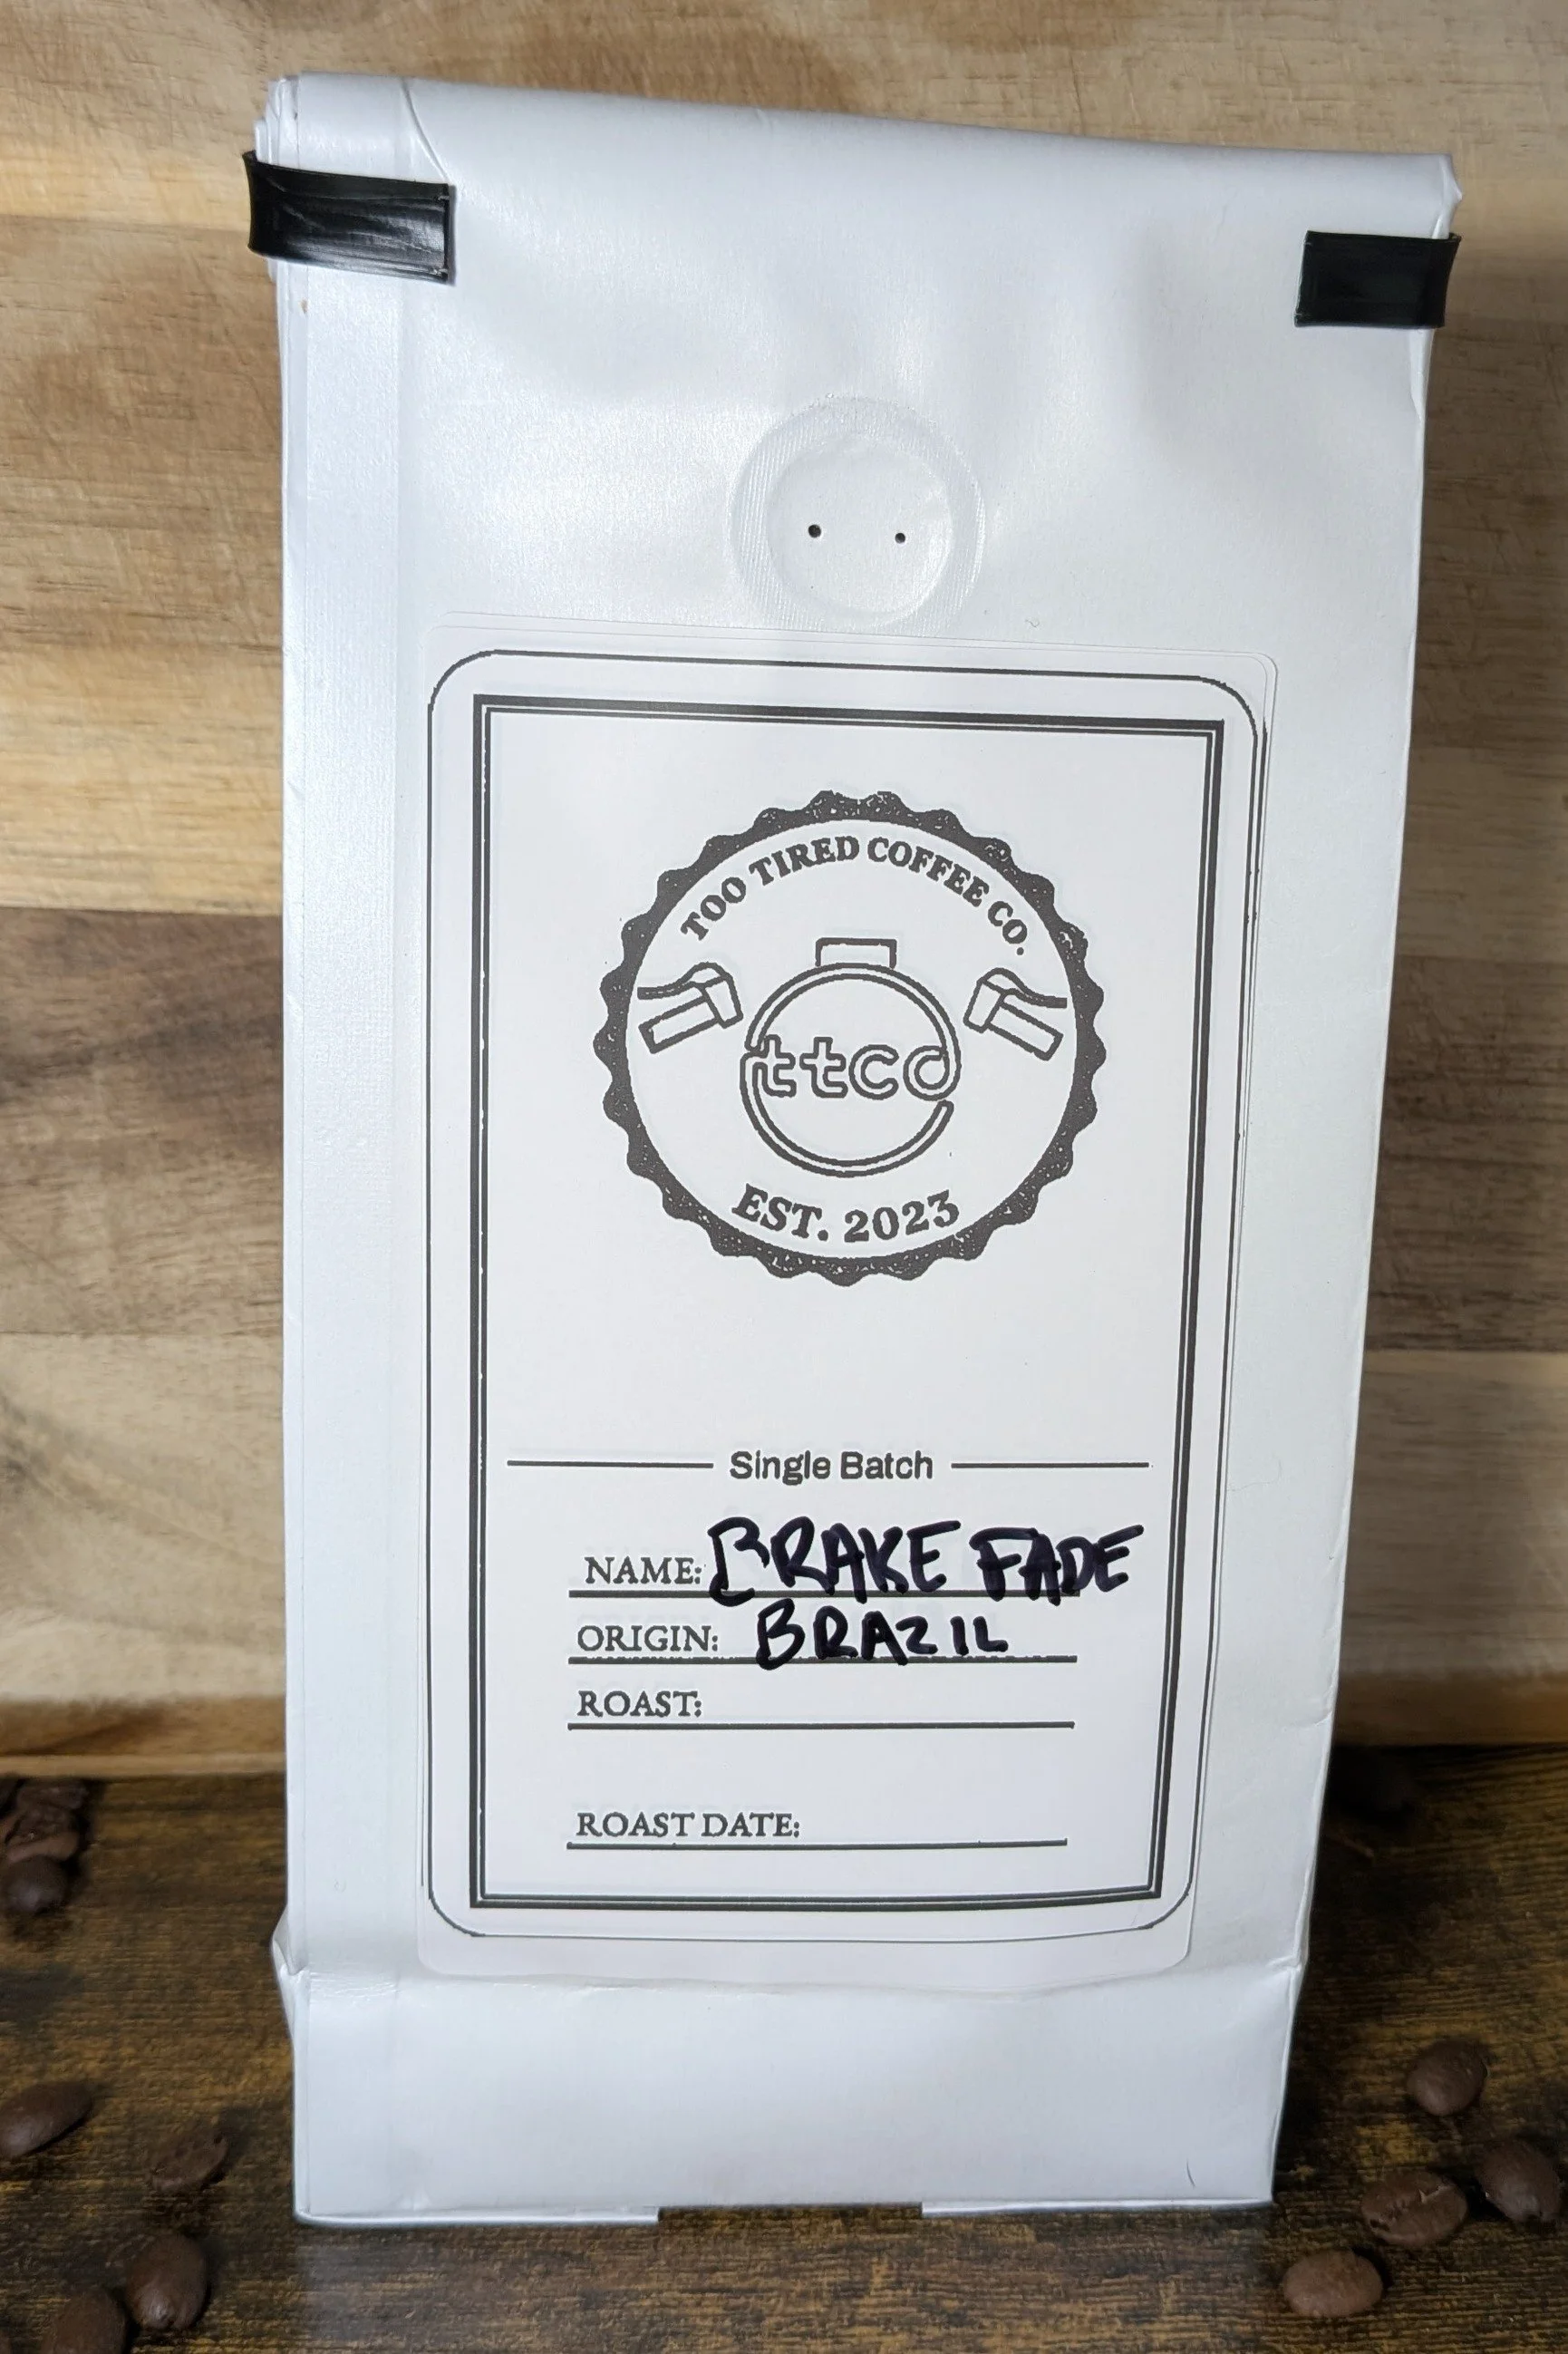 TOO TIRED COFFEE CO.
ttco
EST. 2023
Single Batch
NAME: BRAKE FADE
ORIGIN: BRAZIL
ROAST:
ROAST DATE: